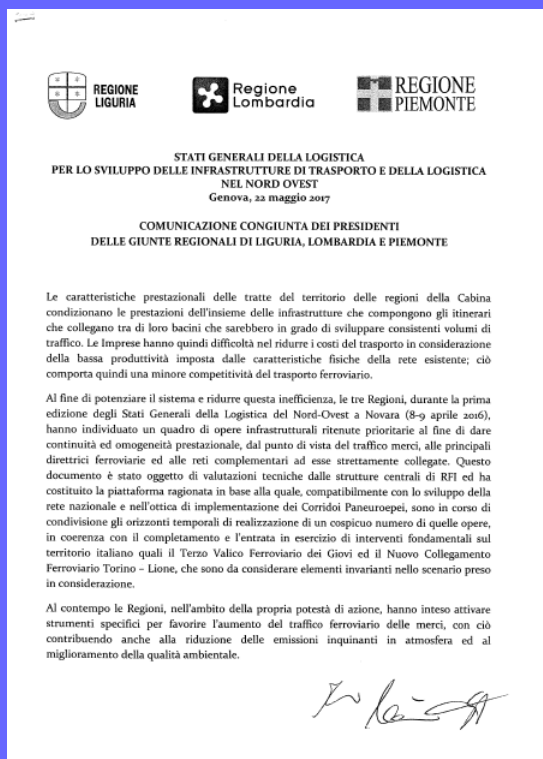 REGIONE
LIGURIA
Regione
Lombardia
REGIONE
PIEMONTE
STATI GENERALI DELLA LOGISTICA
PER LO SVILUPPO DELLE INFRASTRUTTURE DI TRASPORTO E DELLA LOGISTICA
NEL NORD OVEST
Genova, 22 maggio 2017
COMUNICAZIONE CONGIUNTA DEI PRESIDENTI
DELLE GIUNTE REGIONALI DI LIGURIA, LOMBARDIA E PIEMONTE
Le caratteristiche prestazionali delle tratte del territorio delle regioni della Cabina
condizionano le prestazioni dell'insieme delle infrastrutture che compongono gli itinerari
che collegano tra di loro bacini che sarebbero in grado di sviluppare consistenti volumi di
traffico. Le Imprese hanno quindi difficoltà nel ridurre i costi del trasporto in considerazione
della bassa produttività imposta dalle caratteristiche fisiche della rete esistente; ciò
comporta quindi una minore competitività del trasporto ferroviario.
Al fine di potenziare il sistema e ridurre questa inefficienza, le tre Regioni, durante la prima
edizione degli Stati Generali della Logistica del Nord-Ovest a Novara (8-9 aprile 2016),
hanno individuato un quadro di opere infrastrutturali ritenute prioritarie al fine di dare
continuità ed omogeneità prestazionale, dal punto di vista del traffico merci, alle principali
direttrici ferroviarie ed alle reti complementari ad esse strettamente collegate. Questo
documento è stato oggetto di valutazioni tecniche dalle strutture centrali di RFI ed ha
costituito la piattaforma ragionata in base alla quale, compatibilmente con lo sviluppo della
rete nazionale e nell'ottica di implementazione dei Corridoi Paneuropei, sono in corso di
condivisione gli orizzonti temporali di realizzazione di un cospicuo numero di quelle opere,
in coerenza con il completamento e l'entrata in esercizio di interventi fondamentali sul
territorio italiano quali il Terzo Valico Ferroviario dei Giovi ed il Nuovo Collegamento
Ferroviario Torino – Lione, che sono da considerare elementi invarianti nello scenario preso
in considerazione.
Al contempo le Regioni, nell'ambito della propria potestà di azione, hanno inteso attivare
strumenti specifici per favorire l'aumento del traffico ferroviario delle merci, con ciò
contribuendo anche alla riduzione delle emissioni inquinanti in atmosfera ed al
miglioramento della qualità ambientale.